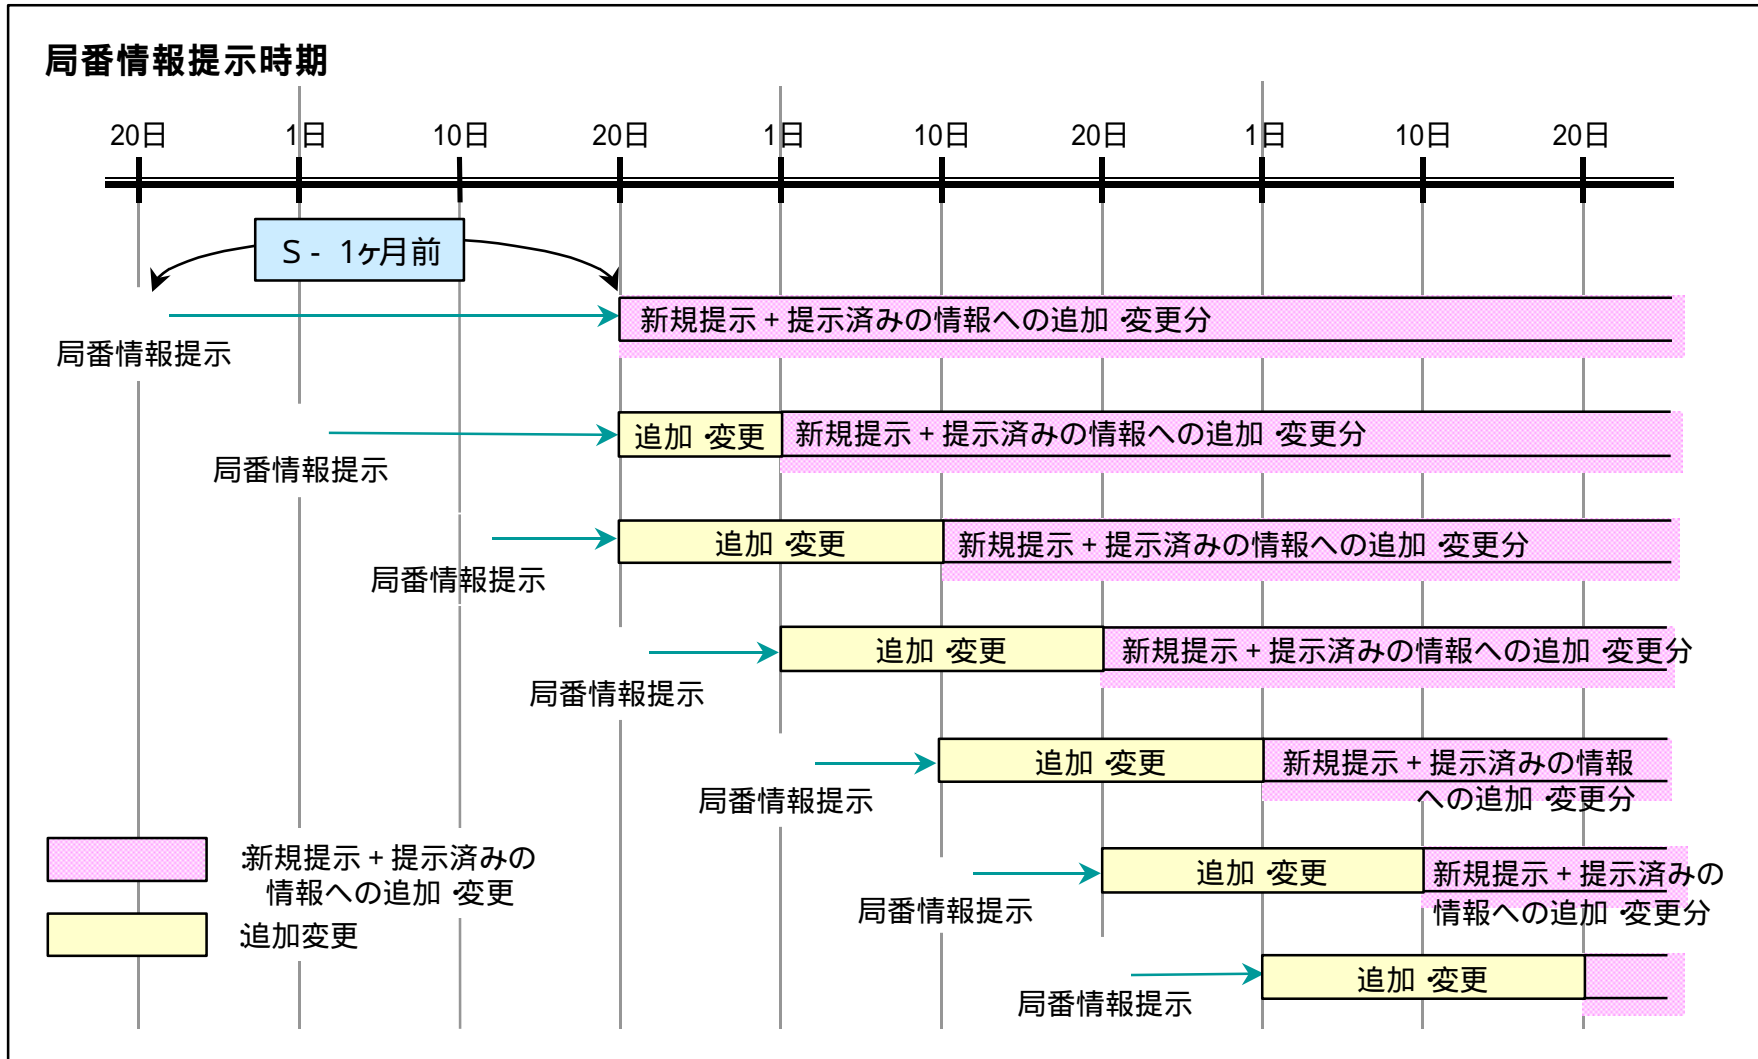 局番情報提示時期
20日 1日 10日 20日 1日 10日 20日 1日 10日 20日
S - 1ヶ月前
新規提示+提示済みの情報への追加・変更分
局番情報提示
追加・変更 新規提示+提示済みの情報への追加・変更分
局番情報提示
追加・変更 新規提示+提示済みの情報への追加・変更分
局番情報提示
追加・変更 新規提示+提示済みの情報への追加・変更分
局番情報提示
追加・変更 新規提示+提示済みの情報
への追加・変更分
局番情報提示
:新規提示+提示済みの
情報への追加・変更
追加・変更 新規提示+提示済みの
情報への追加・変更分
局番情報提示
:追加変更
追加・変更
局番情報提示